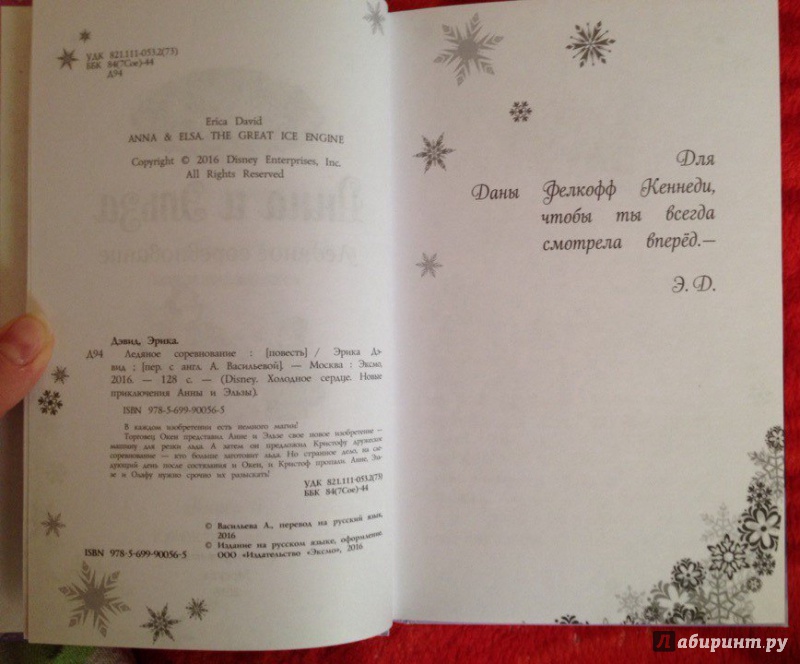 УДК 821.111-053.2(73)
ББК 84(7Сое)-44
Д94
Erica David
ANNA & ELSA. THE GREAT ICE ENGINE
Copyright © 2016 Disney Enterprises, Inc.
All Rights Reserved
Дэвид, Эрика.
Д94 Ледяное соревнование : [повесть] / Эрика Дэ-
вид ; [пер. с англ. А. Васильевой]. — Москва : Эксмо,
2016. — 128 с. — (Disney. Холодное сердце. Новые
приключения Анны и Эльзы).
ISBN 978-5-699-90056-5
В каждом изобретении есть немного магии!
Торговец Окен представил Анне и Эльзе свое новое изобретение —
машину для резки льда. А затем он предложил Кристофу дружеское
соревнование — кто больше заготовит льда. Но странное дело, на сле-
дующий день после состязания и Окен, и Кристоф пропали. Анне, Эль-
зе и Олафу нужно срочно их разыскать!
УДК 821.111-053.2(73)
ББК 84(7Сое)-44
© Васильева А., перевод на русский язык,
2016
© Издание на русском языке, оформление.
ООО «Издательство «Эксмо», 2016
ISBN 978-5-699-90056-5
Для
Даны Фелкофф Кеннеди,
чтобы ты всегда
смотрела вперёд.—
Э. Д.
Лабиринт.ру